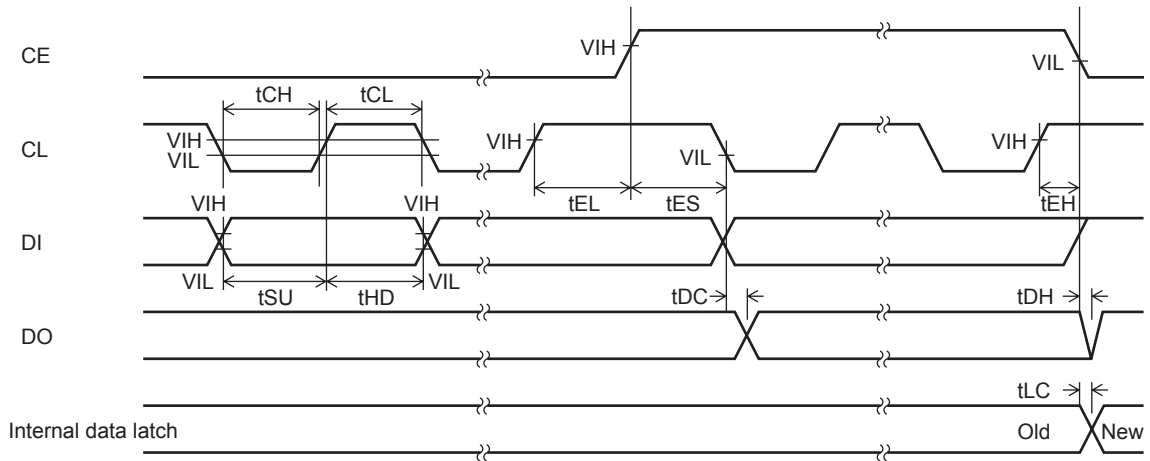 CE
VIH
VIL
tCH
tCL
CL
VIH
VIL
VIH
VIL
VIH
tEL
tES
tEH
DI
VIH
VIH
VIL
VIL
tSU
tHD
tDC
tDH
DO
tLC
Internal data latch
Old
New